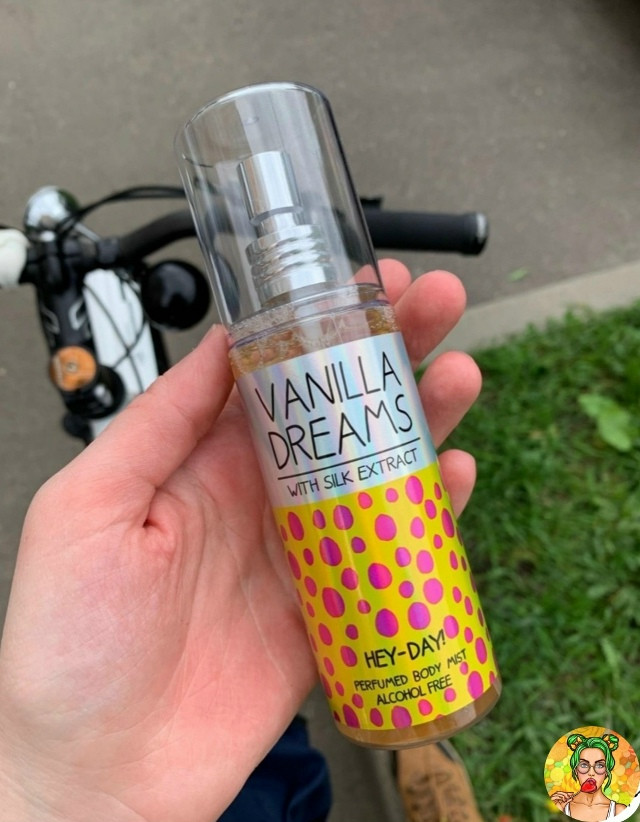 VANILLA
DREAMS
WITH SILK EXTRACT
HEY-DAY!
PERFUMED BODY MIST
ALCOHOL FREE